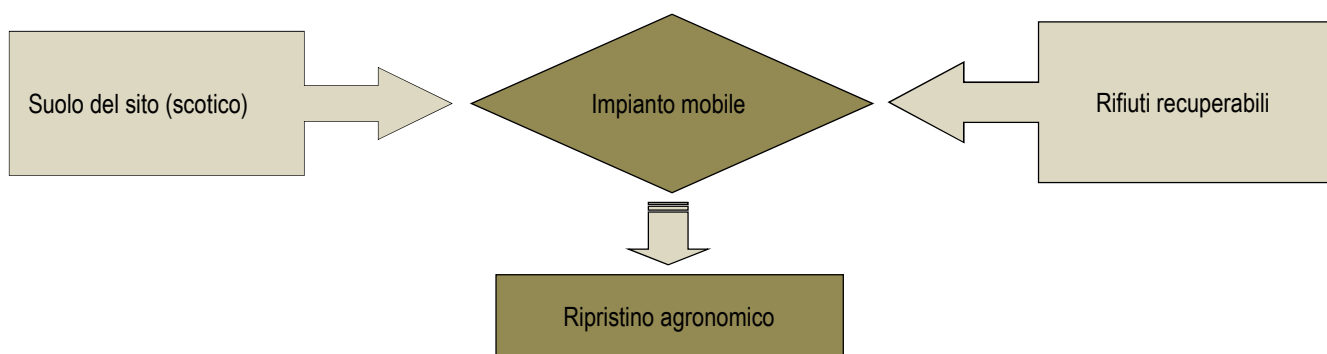 Suolo del sito (scotico)
Impianto mobile
Rifiuti recuperabili
Ripristino agronomico